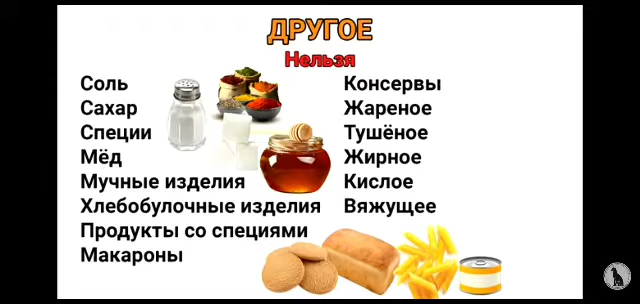 ДРУГОЕ
Нельзя
Соль
Сахар
Специи
Мёд
Мучные изделия
Хлебобулочные изделия
Продукты со специями
Макароны
Консервы
Жареное
Тушёное
Жирное
Кислое
Вяжущее